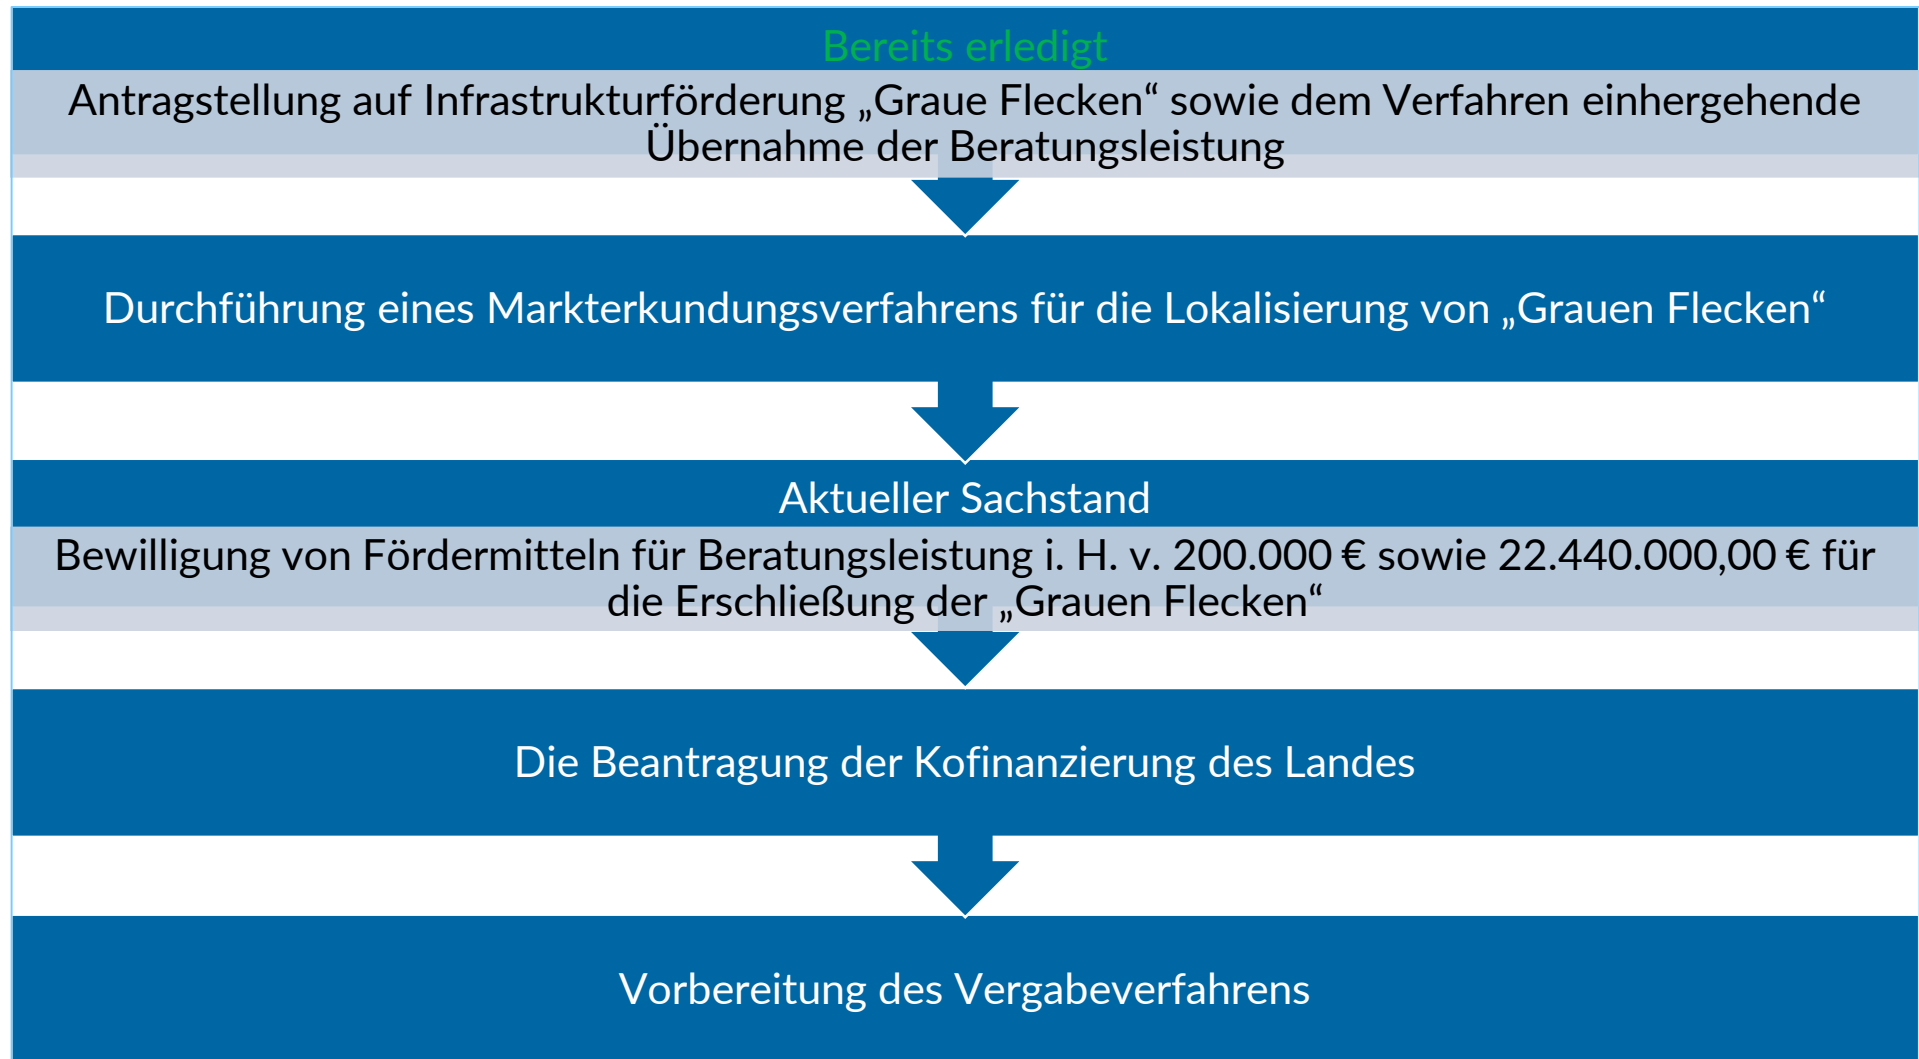 Bereits erledigt
Antragstellung auf Infrastrukturförderung „Graue Flecken“ sowie dem Verfahren einhergehende
Übernahme der Beratungsleistung
Durchführung eines Markterkundungsverfahrens für die Lokalisierung von „Grauen Flecken“
Aktueller Sachstand
Bewilligung von Fördermitteln für Beratungsleistung i. H. v. 200.000 € sowie 22.440.000,00 € für
die Erschließung der „Grauen Flecken“
Die Beantragung der Kofinanzierung des Landes
Vorbereitung des Vergabeverfahrens